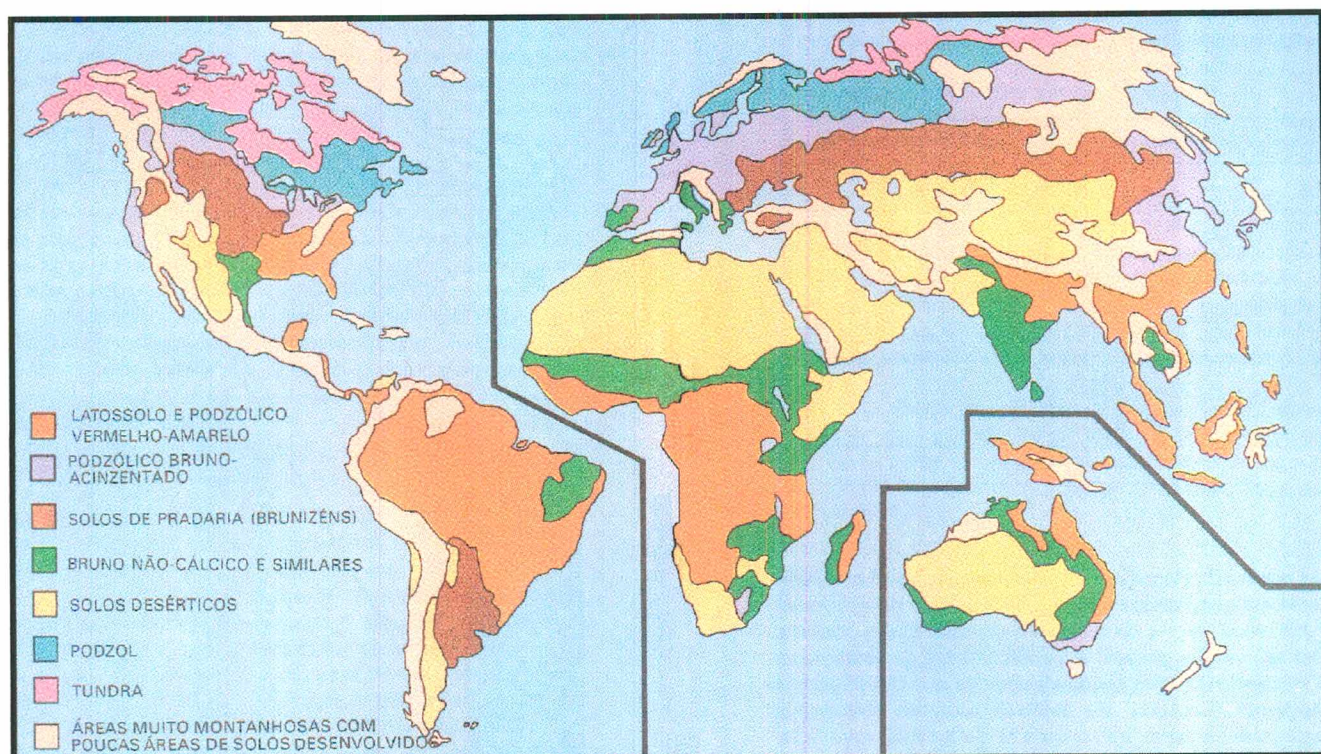 LATOSSOLO E PODZÓLICO
VERMELHO-AMARELO
PODZÓLICO BRUNO-
ACINZENTADO
SOLOS DE PRADARIA (BRUNIZÉNS)
BRUNO NÃO-CÁLCICO E SIMILARES
SOLOS DESÉRTICOS
PODZOL
TUNDRA
ÁREAS MUITO MONTANHOSAS COM
POUCAS ÁREAS DE SOLOS DESENVOLVIDOS